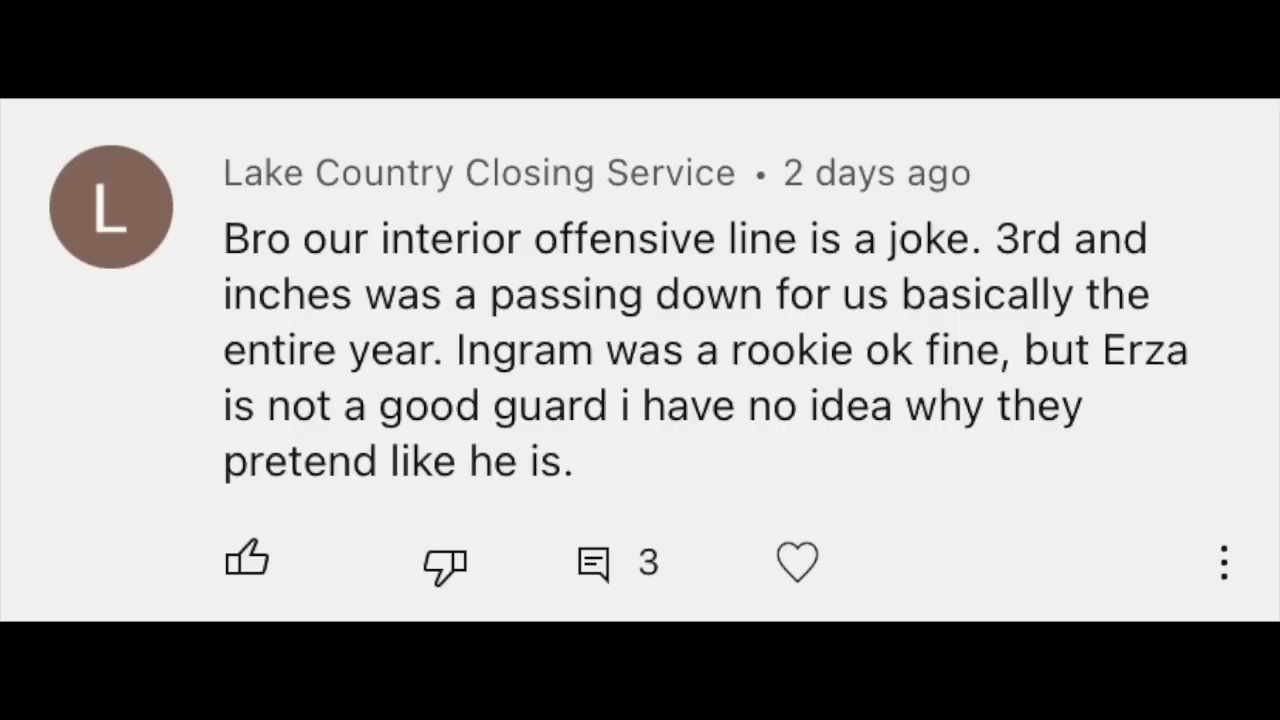 L
Lake Country Closing Service • 2 days ago
Bro our interior offensive line is a joke. 3rd and
inches was a passing down for us basically the
entire year. Ingram was a rookie ok fine, but Erza
is not a good guard i have no idea why they
pretend like he is.
3